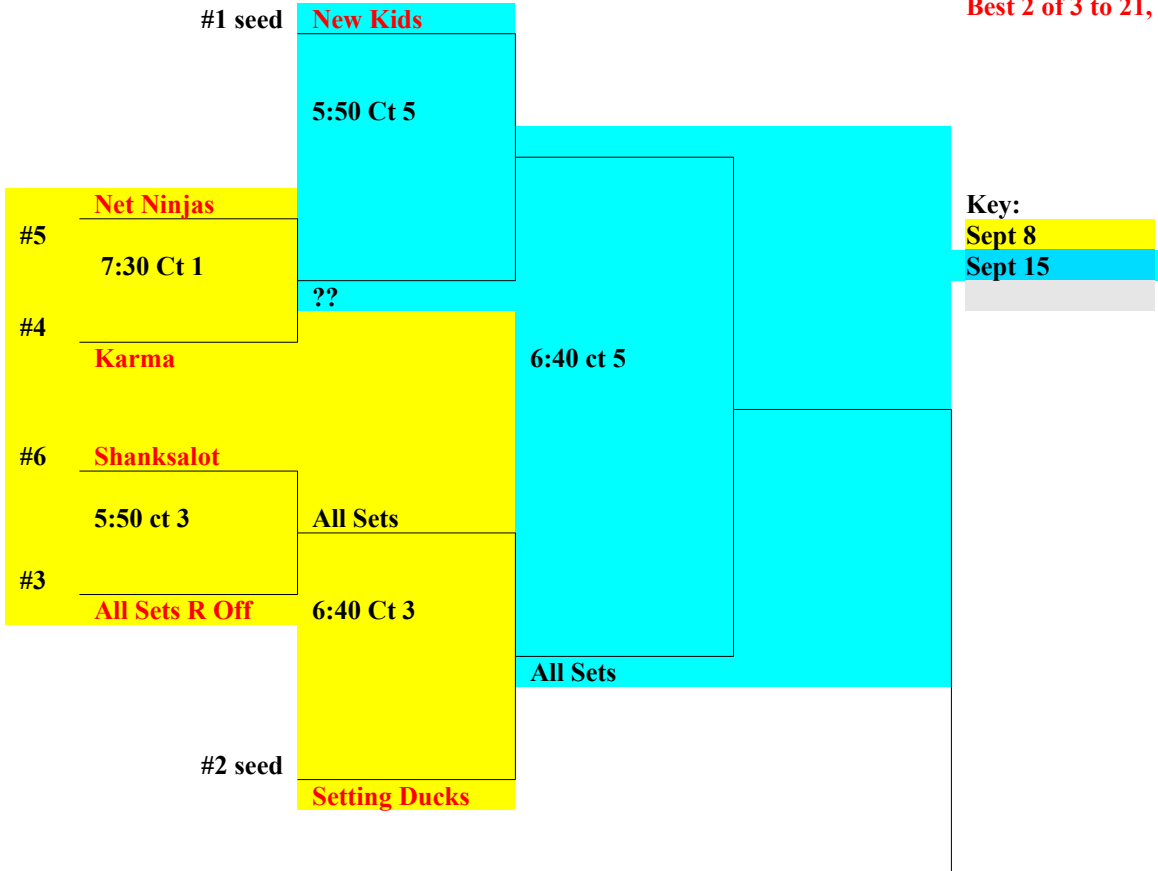 Best 2 of 3 to 21,
#1 seed New Kids
5:50 Ct 5
Net Ninjas
Key:
#5
Sept 8
7:30 Ct 1
Sept 15
??
#4
Karma
6:40 ct 5
#6 Shanksalot
5:50 ct 3
All Sets
#3
All Sets R Off
6:40 Ct 3
All Sets
#2 seed
Setting Ducks